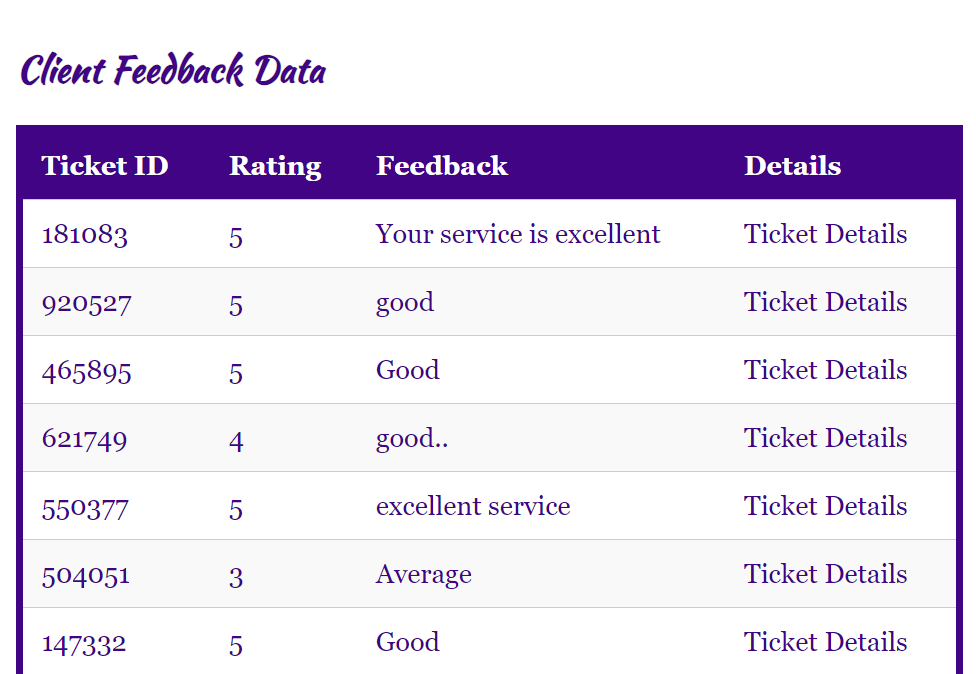 Client Feedback Data
Ticket ID Rating Feedback Details
181083 5 Your service is excellent Ticket Details
920527 5 good Ticket Details
465895 5 Good Ticket Details
621749 4 good.. Ticket Details
550377 5 excellent service Ticket Details
504051 3 Average Ticket Details
147332 5 Good Ticket Details